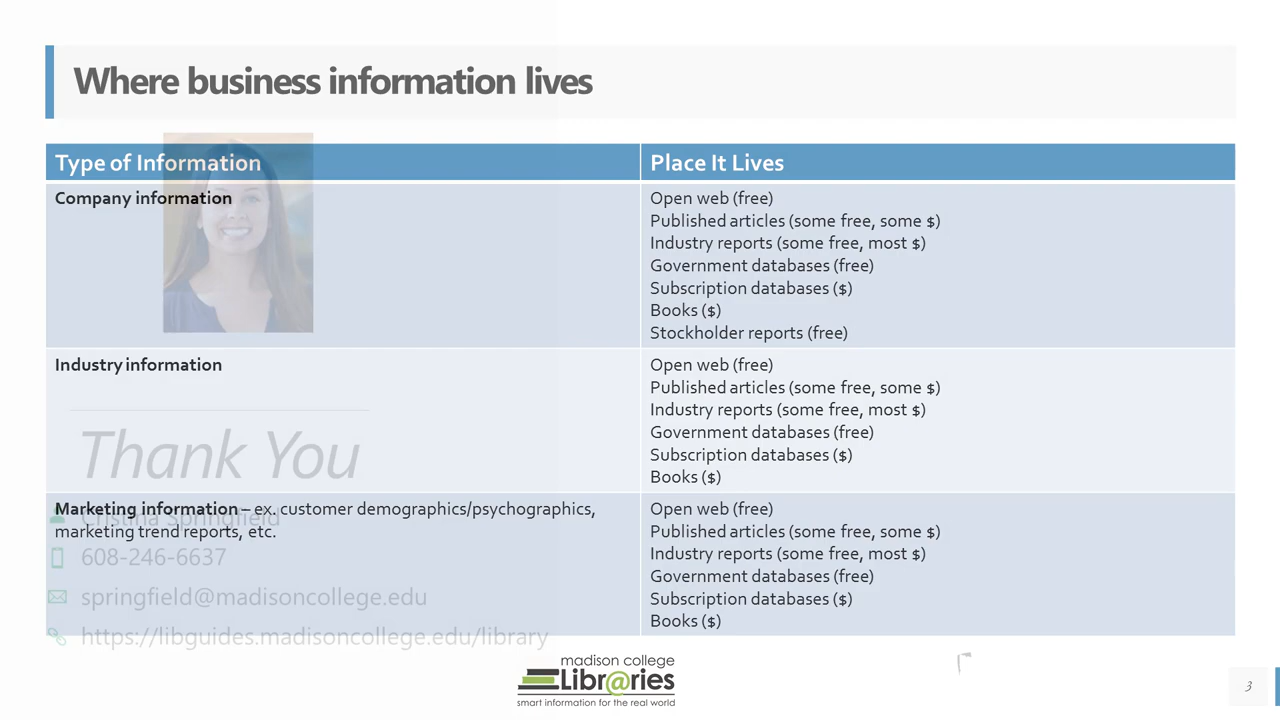 Where business information lives
Type of Information
Place It Lives
Company information
Open web (free)
Published articles (some free, some $)
Industry reports (some free, most $)
Government databases (free)
Subscription databases ($)
Books ($)
Stockholder reports (free)
Industry information
Open web (free)
Published articles (some free, some $)
Industry reports (some free, most $)
Government databases (free)
Subscription databases ($)
Books ($)
Thank You
Marketing information – ex. customer demographics/psychographics,
marketing trend reports, etc.
Open web (free)
Published articles (some free, some $)
Industry reports (some free, most $)
Government databases (free)
Subscription databases ($)
Books ($)
Cristina Springfield
608-246-6637
springfield@madisoncollege.edu
https://libguides.madisoncollege.edu/library
madison college
Libr@ries
smart information for the real world
3